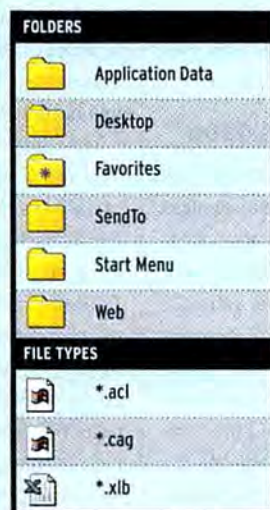 FOLDERS
Application Data
Desktop
Favorites
SendTo
Start Menu
Web
FILE TYPES
*.acl
*.cag
*.xlb